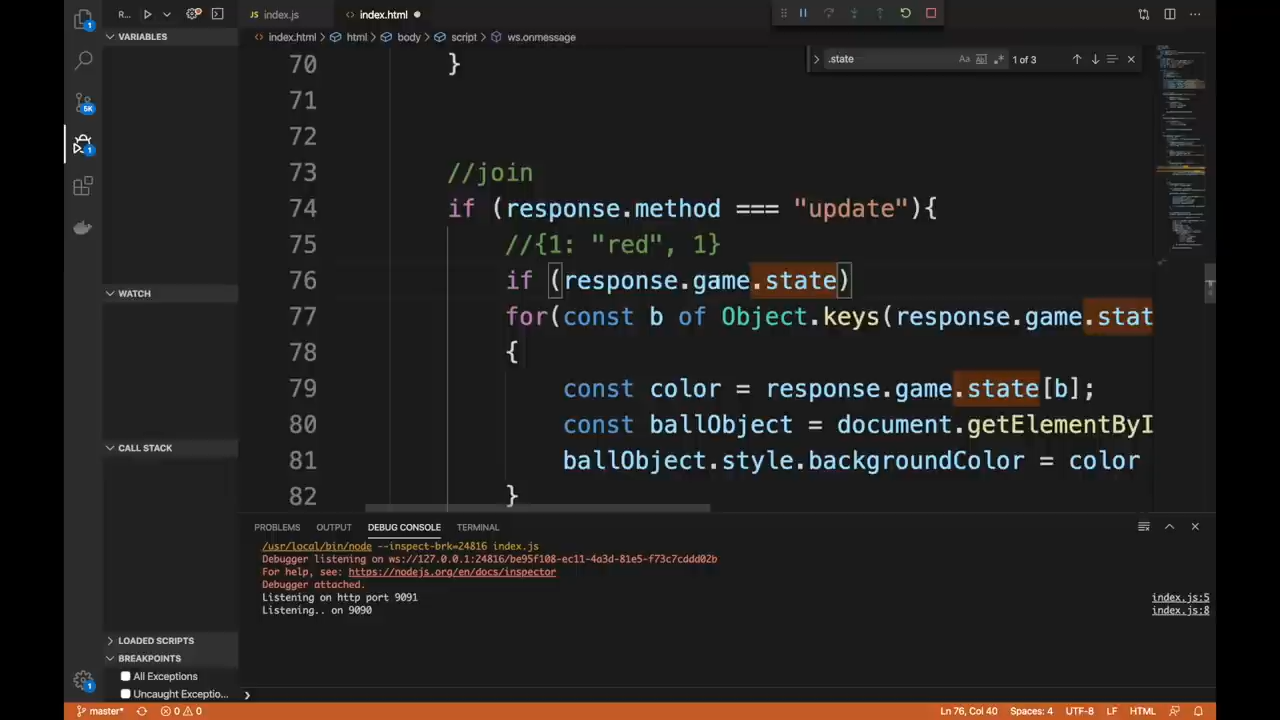 R...
index.js
index.html
VARIABLES
index.html > html > body > script > ws.onmessage
.state
Aa
1 of 3
70 }
71
72
73 //join
74 if (response.method === "update"){
75 //{1: "red", 1}
76 if (response.game.state)
77 for(const b of Object.keys(response.game.stat
78 {
79 const color = response.game.state[b];
80 const ballObject = document.getElementByI
81 ballObject.style.backgroundColor = color
82 }
1
5K
1
WATCH
CALL STACK
LOADED SCRIPTS
BREAKPOINTS
All Exceptions
Uncaught Exceptio...
1
PROBLEMS OUTPUT DEBUG CONSOLE TERMINAL
/usr/local/bin/node --inspect-brk=24816 index.js
Debugger listening on ws://127.0.0.1:24816/be95f108-ec11-4a3d-81e5-f73c7cddd02b
For help, see: https://nodejs.org/en/docs/inspector
Debugger attached.
Listening on http port 9091 index.js:5
Listening.. on 9090 index.js:8
master* 0 0 Ln 76, Col 40 Spaces: 4 UTF-8 LF HTML